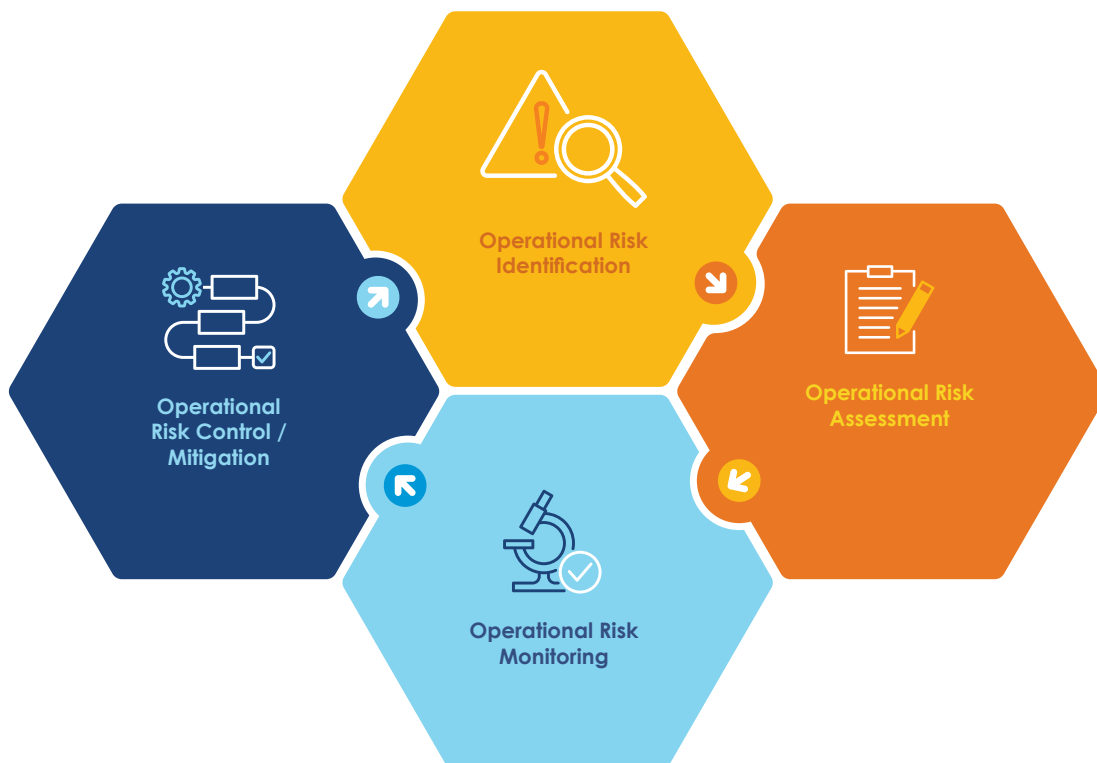 Operational Risk
Identification
Operational Risk
Assessment
Operational Risk
Monitoring
Operational
Risk Control /
Mitigation